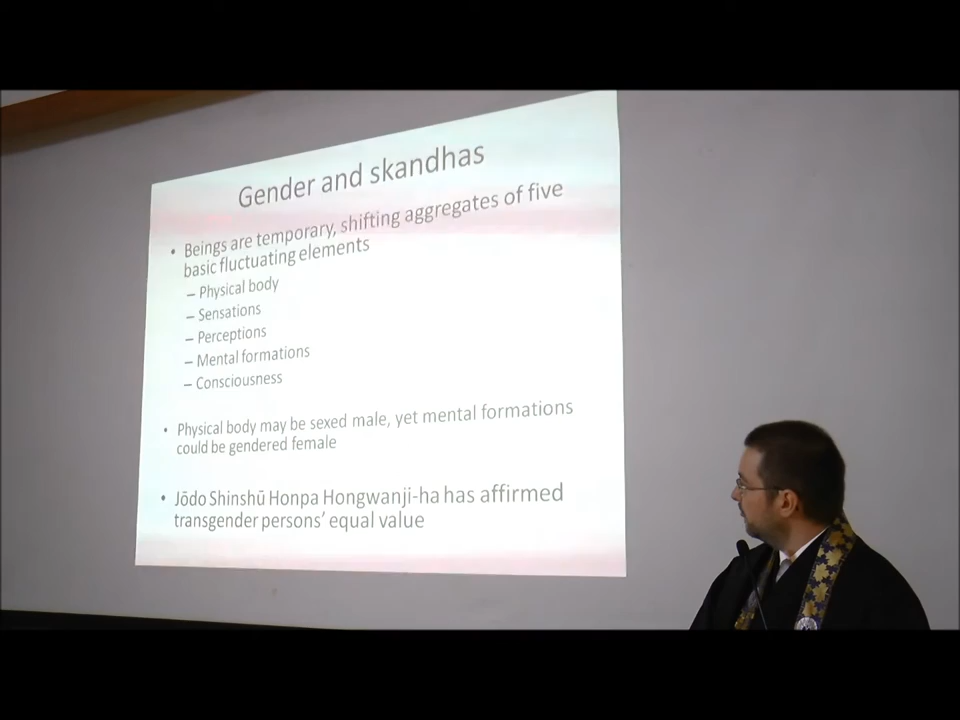 Gender and skandhas
• Beings are temporary, shifting aggregates of five
basic fluctuating elements
– Physical body
– Sensations
– Perceptions
– Mental formations
– Consciousness
• Physical body may be sexed male, yet mental formations
could be gendered female
• Jōdo Shinshū Honpa Hongwanji-ha has affirmed
transgender persons’ equal value